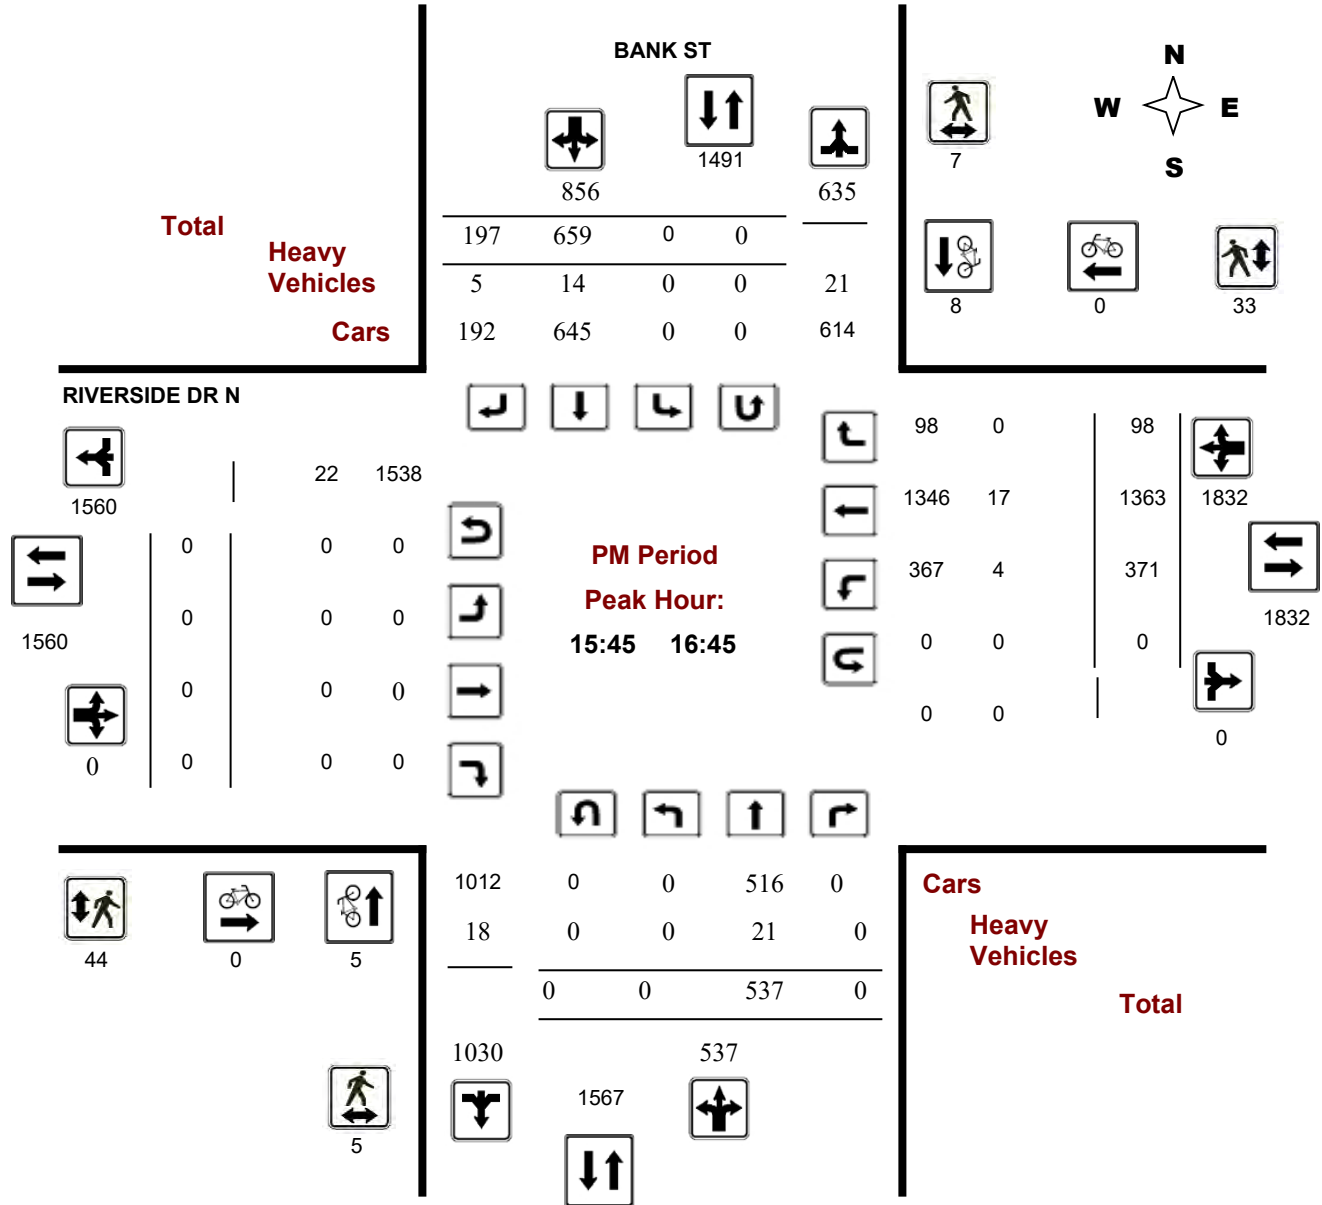 BANK ST
N
W E
S
1491
7
856
635
Total
197 659 0 0
Heavy
Vehicles
5 14 0 0 21
8 0 33
Cars
192 645 0 0 614
RIVERSIDE DR N
98 0 98
22 1538
1560
1346 17 1363 1832
0 0 0
PM Period
367 4 371
Peak Hour:
0 0 0
1560
15:45 16:45
1832
0 0 0
0 0 0
0 0
0
0 0 0 0
1012 0 0 516 0
Cars
18 0 0 21 0
Heavy
Vehicles
44 0 5
0 0 537 0
Total
1030 537
1567
5